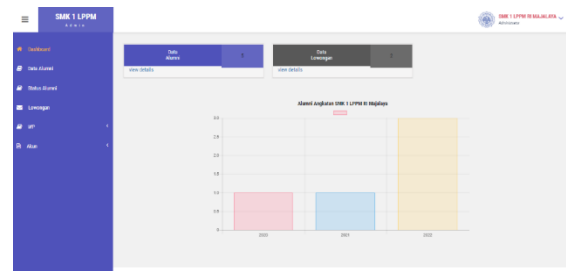 SMK 1 LPPM
ADMIN
SMK 1 LPPM RI MAJALAYA
Administrator
Dashboard
Data Alumni
Status Alumni
Lowongan
Akun
Data
Alumni
view details
Data
Lowongan
view details
Alumni Angkatan SMK 1 LPPM RI Majalaya
3.0
2.5
2.0
1.5
1.0
0.5
0
2020
2021
2022